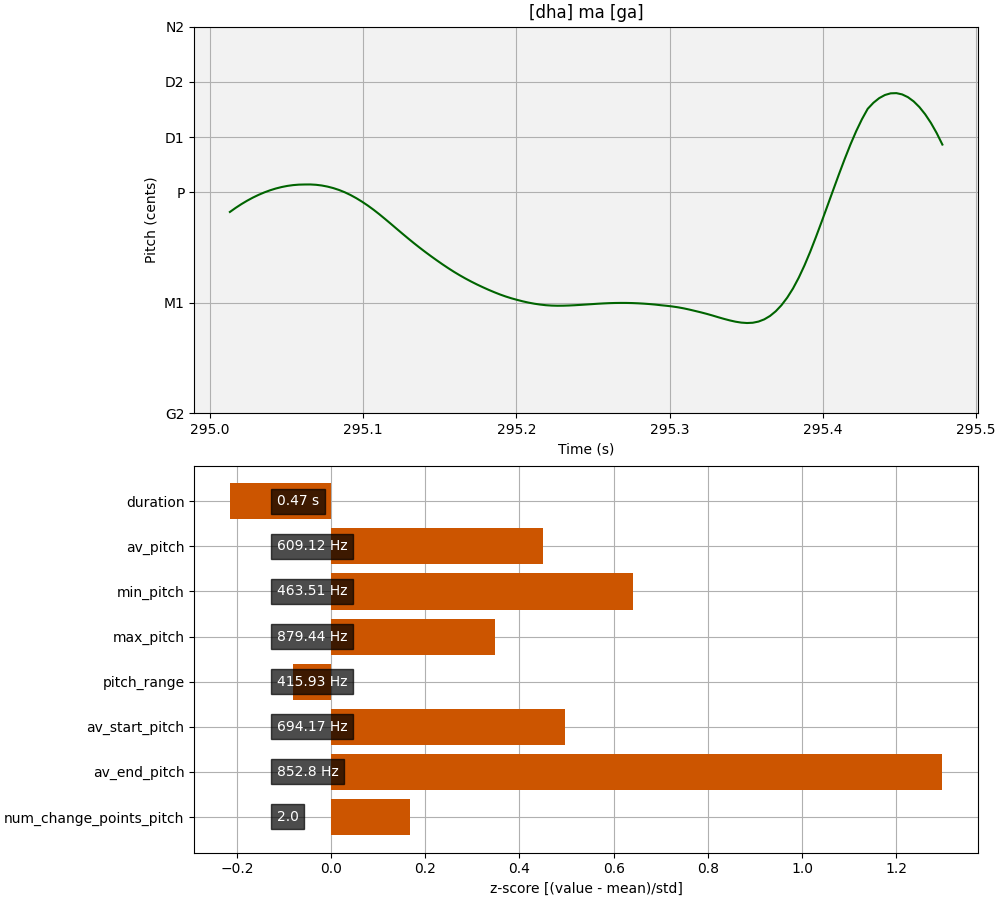 [dha] ma [ga]
N2
D2
D1
P
M1
G2
Pitch (cents)
295.0 295.1 295.2 295.3 295.4 295.5
Time (s)
duration 0.47 s
av_pitch 609.12 Hz
min_pitch 463.51 Hz
max_pitch 879.44 Hz
pitch_range 415.93 Hz
av_start_pitch 694.17 Hz
av_end_pitch 852.8 Hz
num_change_points_pitch 2.0
−0.2 0.0 0.2 0.4 0.6 0.8 1.0 1.2
z-score [(value - mean)/std]